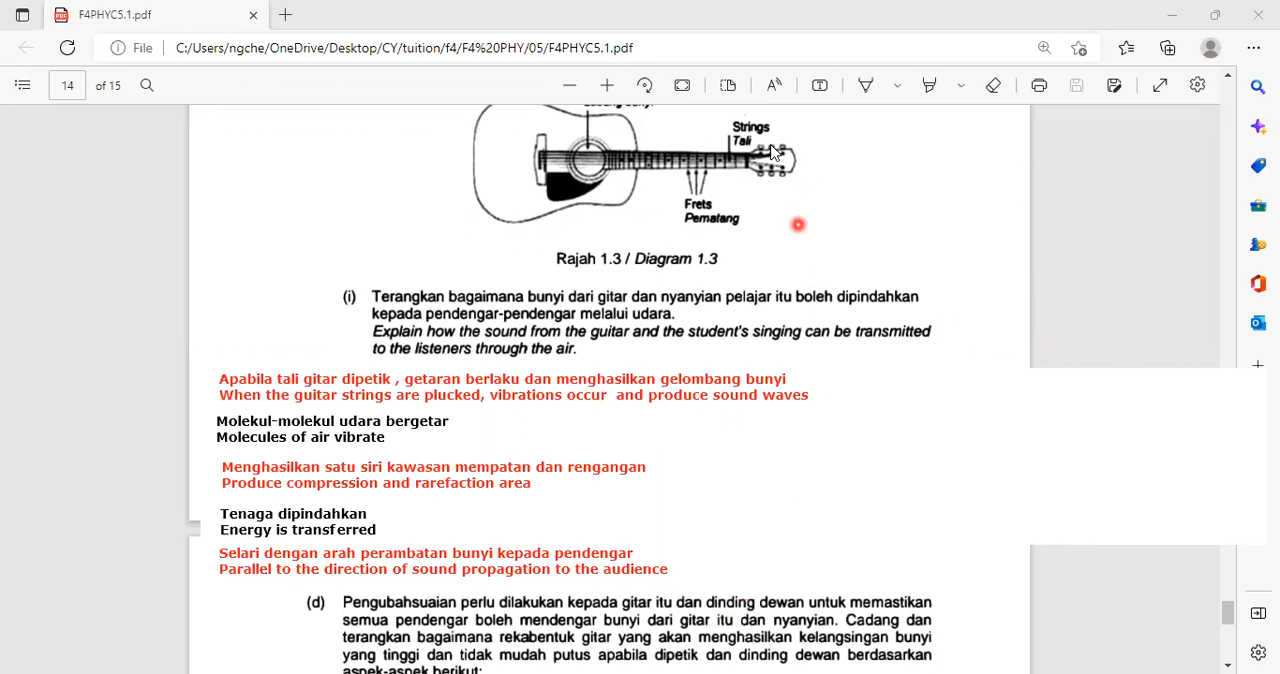 F4PHYC5.1.pdf
File
C:/Users/ngche/OneDrive/Desktop/CY/tuition/f4/F4%20PHY/05/F4PHYC5.1.pdf
14 of 15
Strings
Tali
Frets
Pematang
Rajah 1.3 / Diagram 1.3
(i) Terangkan bagaimana bunyi dari gitar dan nyanyian pelajar itu boleh dipindahkan
kepada pendengar-pendengar melalui udara.
Explain how the sound from the guitar and the student's singing can be transmitted
to the listeners through the air.
Apabila tali gitar dipetik , getaran berlaku dan menghasilkan gelombang bunyi
When the guitar strings are plucked, vibrations occur and produce sound waves
Molekul-molekul udara bergetar
Molecules of air vibrate
Menghasilkan satu siri kawasan mempatan dan rengangan
Produce compression and rarefaction area
Tenaga dipindahkan
Energy is transferred
Selari dengan arah perambatan bunyi kepada pendengar
Parallel to the direction of sound propagation to the audience
(d) Pengubahsuaian perlu dilakukan kepada gitar itu dan dinding dewan untuk memastikan
semua pendengar boleh mendengar bunyi dari gitar itu dan nyanyian. Cadang dan
terangkan bagaimana rekabentuk gitar yang akan menghasilkan kelangsingan bunyi
yang tinggi dan tidak mudah putus apabila dipetik dan dinding dewan berdasarkan
aspek-aspek berikut: